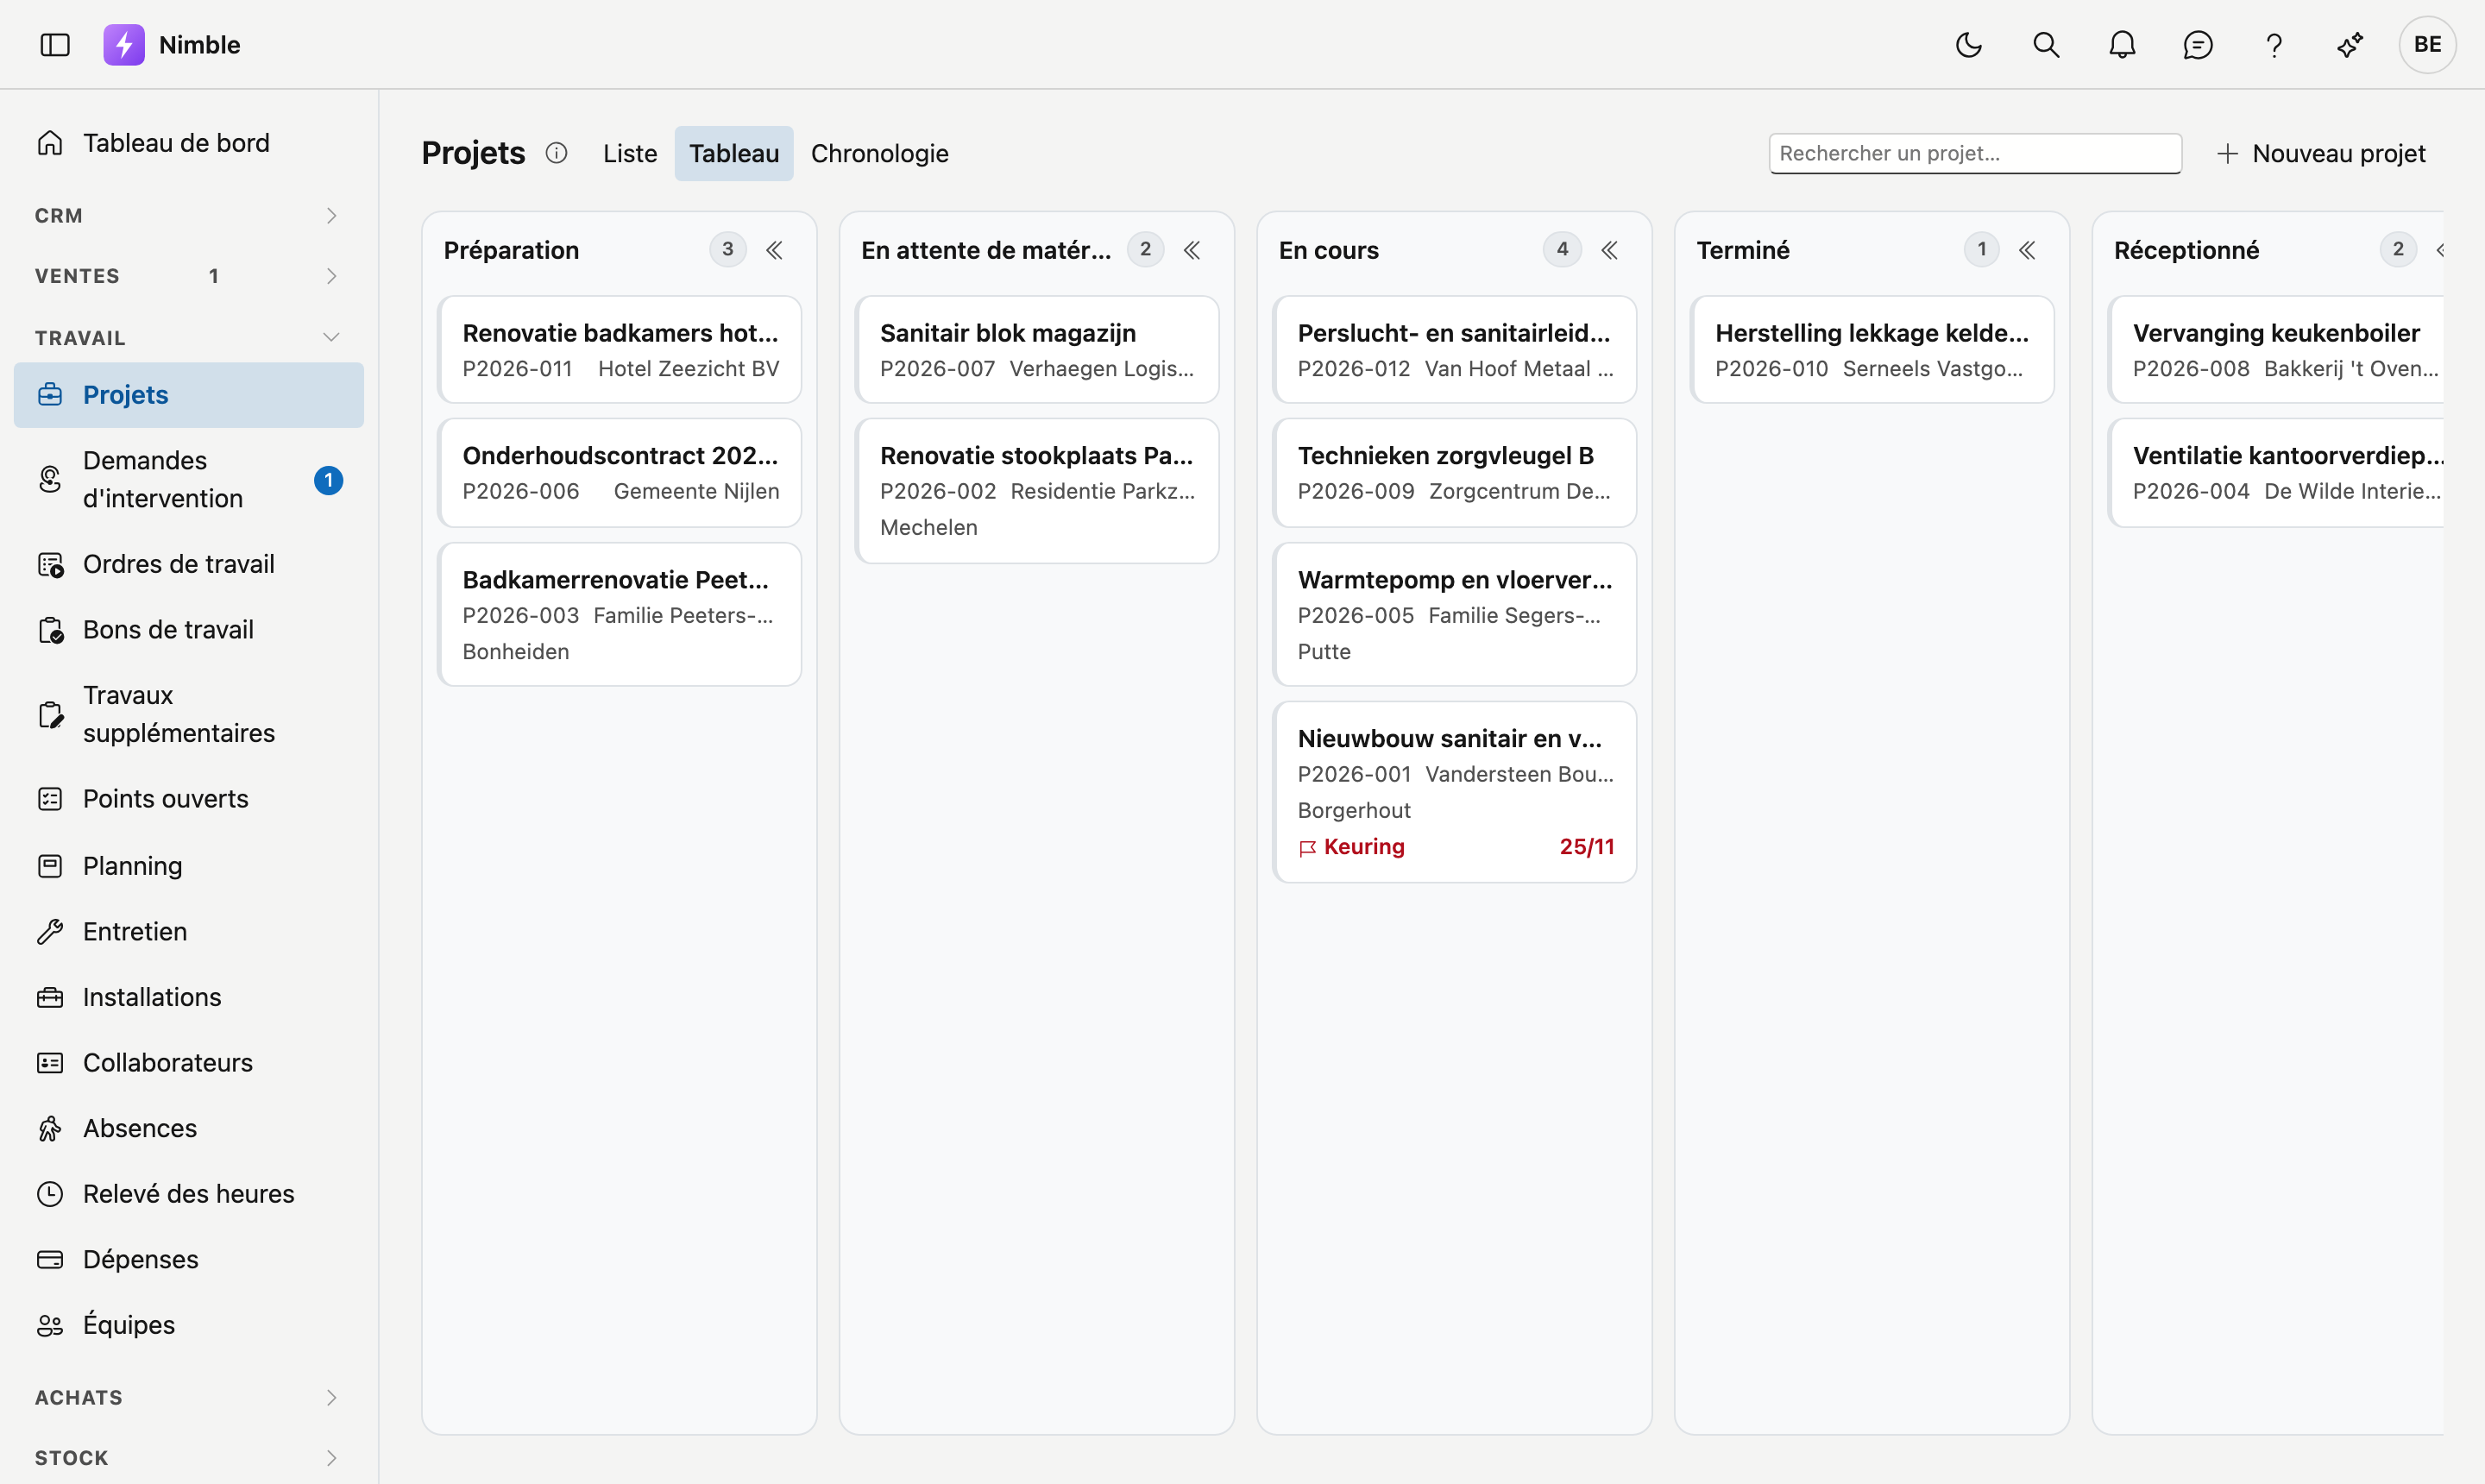 Nimble
BE
Tableau de bord
CRM
VENTES 1
TRAVAIL
Projets
Demandes
d'intervention
1
Ordres de travail
Bons de travail
Travaux
supplémentaires
Points ouverts
Planning
Entretien
Installations
Collaborateurs
Absences
Relevé des heures
Dépenses
Équipes
ACHATS
STOCK
Projets Liste Tableau Chronologie
Rechercher un projet...
Nouveau projet
Préparation 3
Renovatie badkamers hot...
P2026-011 Hotel Zeezicht BV
Onderhoudscontract 202...
P2026-006 Gemeente Nijlen
Badkamerrenovatie Peet...
P2026-003 Familie Peeters-...
Bonheiden
En attente de matér... 2
Sanitair blok magazijn
P2026-007 Verhaegen Logis...
Renovatie stookplaats Pa...
P2026-002 Residentie Parkz...
Mechelen
En cours 4
Perslucht- en sanitairleid...
P2026-012 Van Hoof Metaal ...
Technieken zorgvleugel B
P2026-009 Zorgcentrum De...
Warmtepomp en vloerver...
P2026-005 Familie Segers-...
Putte
Nieuwbouw sanitair en v...
P2026-001 Vandersteen Bou...
Borgerhout
Keuring 25/11
Terminé 1
Herstelling lekkage kelde...
P2026-010 Serneels Vastgo...
Réceptionné 2
Vervanging keukenboiler
P2026-008 Bakkerij 't Oven...
Ventilatie kantoorverdiep...
P2026-004 De Wilde Interie...